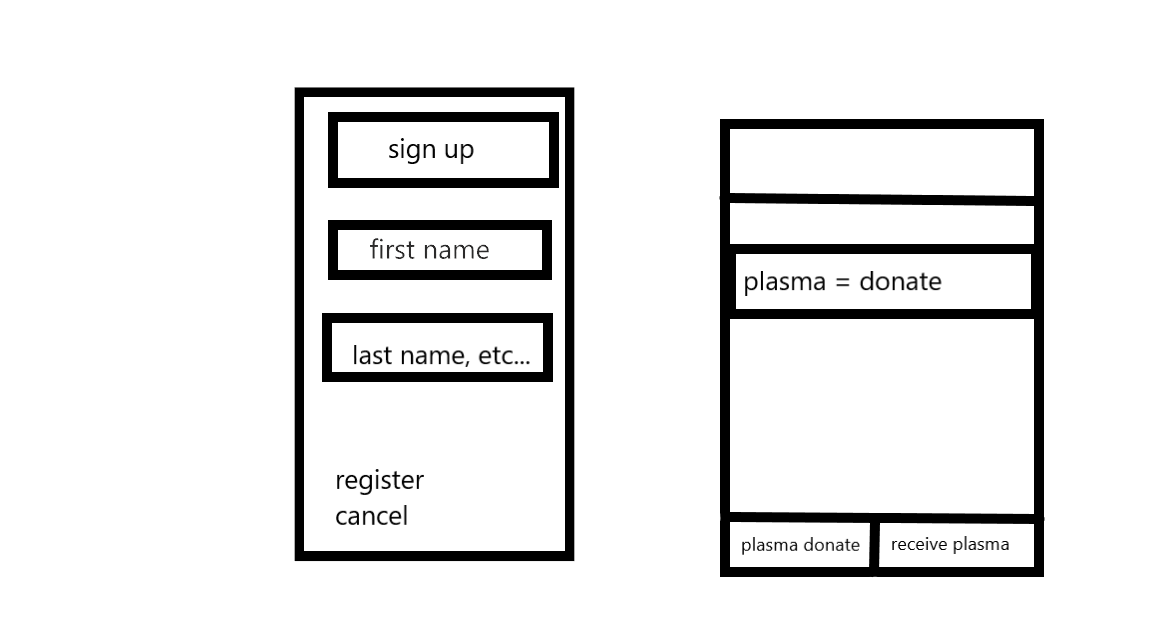 sign up
first name
last name, etc...
register
cancel
plasma = donate
plasma donate
receive plasma